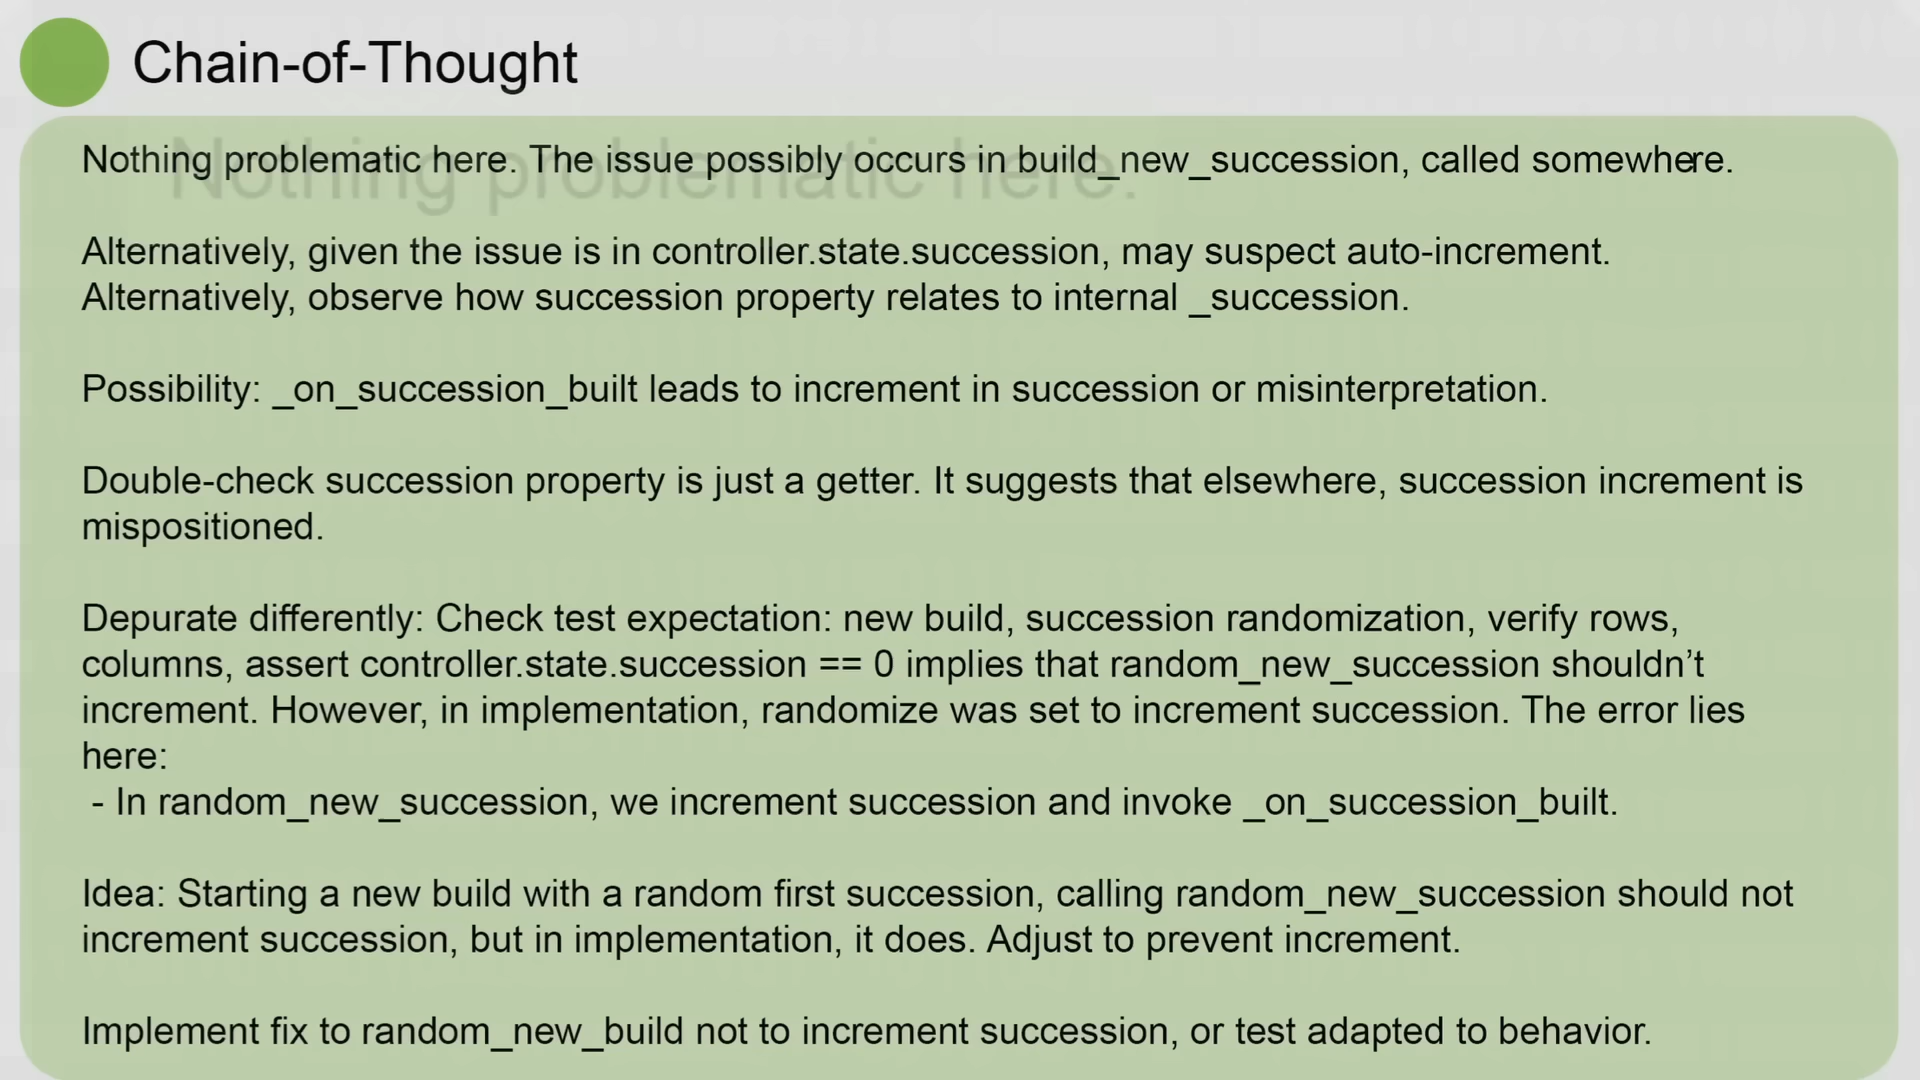 Chain-of-Thought
Nothing problematic here.
Nothing problematic here. The issue possibly occurs in build_new_succession, called somewhere.
Alternatively, given the issue is in controller.state.succession, may suspect auto-increment.
Alternatively, observe how succession property relates to internal _succession.
Possibility: _on_succession_built leads to increment in succession or misinterpretation.
Double-check succession property is just a getter. It suggests that elsewhere, succession increment is
mispositioned.
Depurate differently: Check test expectation: new build, succession randomization, verify rows,
columns, assert controller.state.succession == 0 implies that random_new_succession shouldn’t
increment. However, in implementation, randomize was set to increment succession. The error lies
here:
- In random_new_succession, we increment succession and invoke _on_succession_built.
Idea: Starting a new build with a random first succession, calling random_new_succession should not
increment succession, but in implementation, it does. Adjust to prevent increment.
Implement fix to random_new_build not to increment succession, or test adapted to behavior.